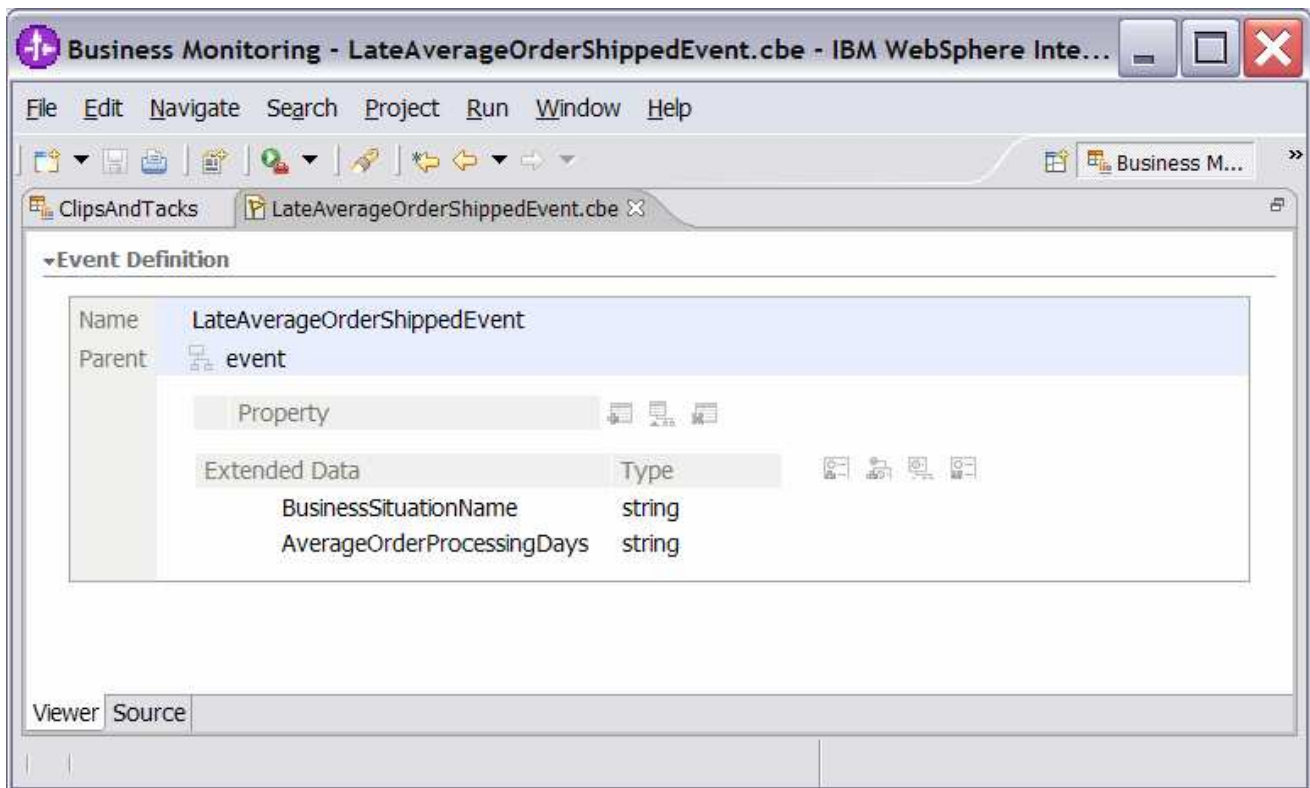 Business Monitoring - LateAverageOrderShippedEvent.cbe - IBM WebSphere Inte...
File Edit Navigate Search Project Run Window Help
Business M... »
ClipsAndTacks LateAverageOrderShippedEvent.cbe
Event Definition
Name LateAverageOrderShippedEvent
Parent event
Property
Extended Data Type
BusinessSituationName string
AverageOrderProcessingDays string
Viewer Source